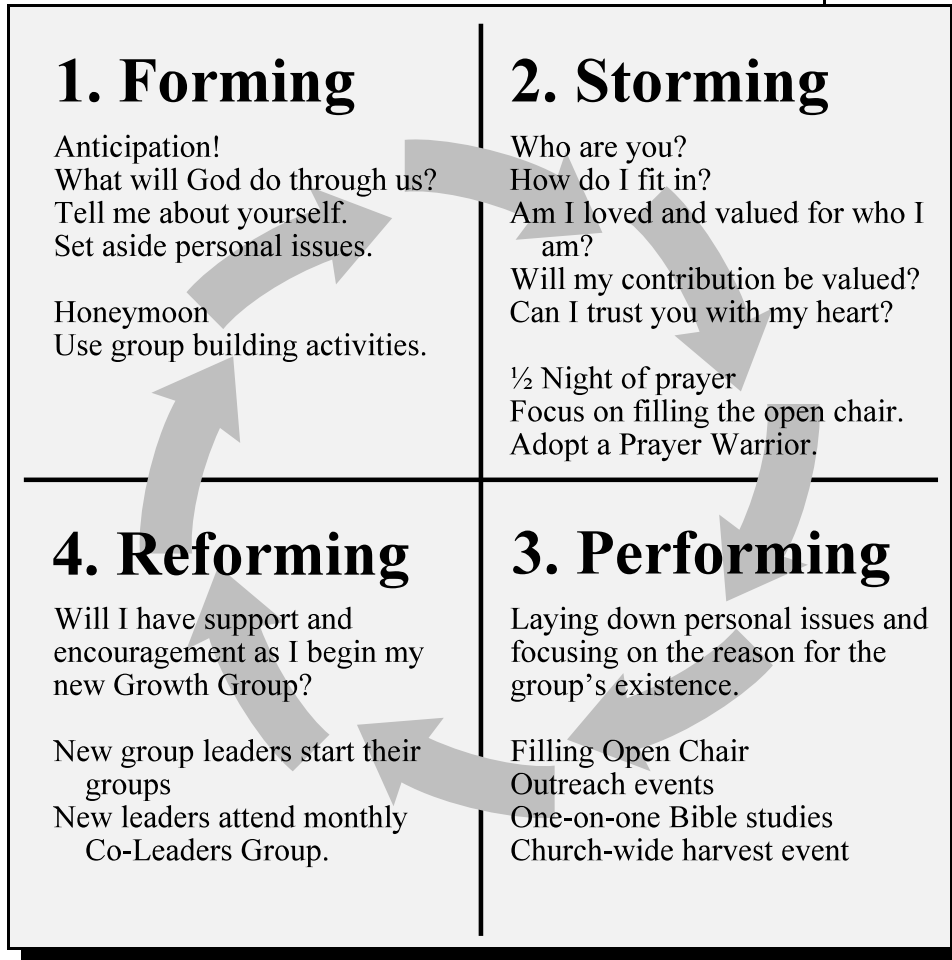 1. Forming
Anticipation!
What will God do through us?
Tell me about yourself.
Set aside personal issues.
Honeymoon
Use group building activities.
2. Storming
Who are you?
How do I fit in?
Am I loved and valued for who I
am?
Will my contribution be valued?
Can I trust you with my heart?
½ Night of prayer
Focus on filling the open chair.
Adopt a Prayer Warrior.
3. Performing
Laying down personal issues and
focusing on the reason for the
group's existence.
Filling Open Chair
Outreach events
One-on-one Bible studies
Church-wide harvest event
4. Reforming
Will I have support and
encouragement as I begin my
new Growth Group?
New group leaders start their
groups
New leaders attend monthly
Co-Leaders Group.